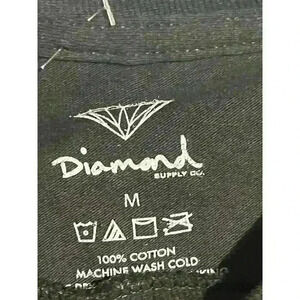 Diamond
SUPPLY CO.
M
100% COTTON
MACHINE WASH COLD